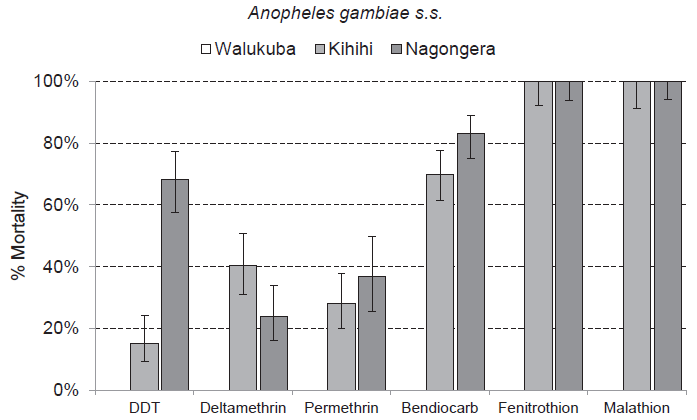 Anopheles gambiae s.s.
Walukuba Kihihi Nagongera
100%
80%
60%
40%
20%
0%
% Mortality
DDT Deltamethrin Permethrin Bendiocarb Fenitrothion Malathion